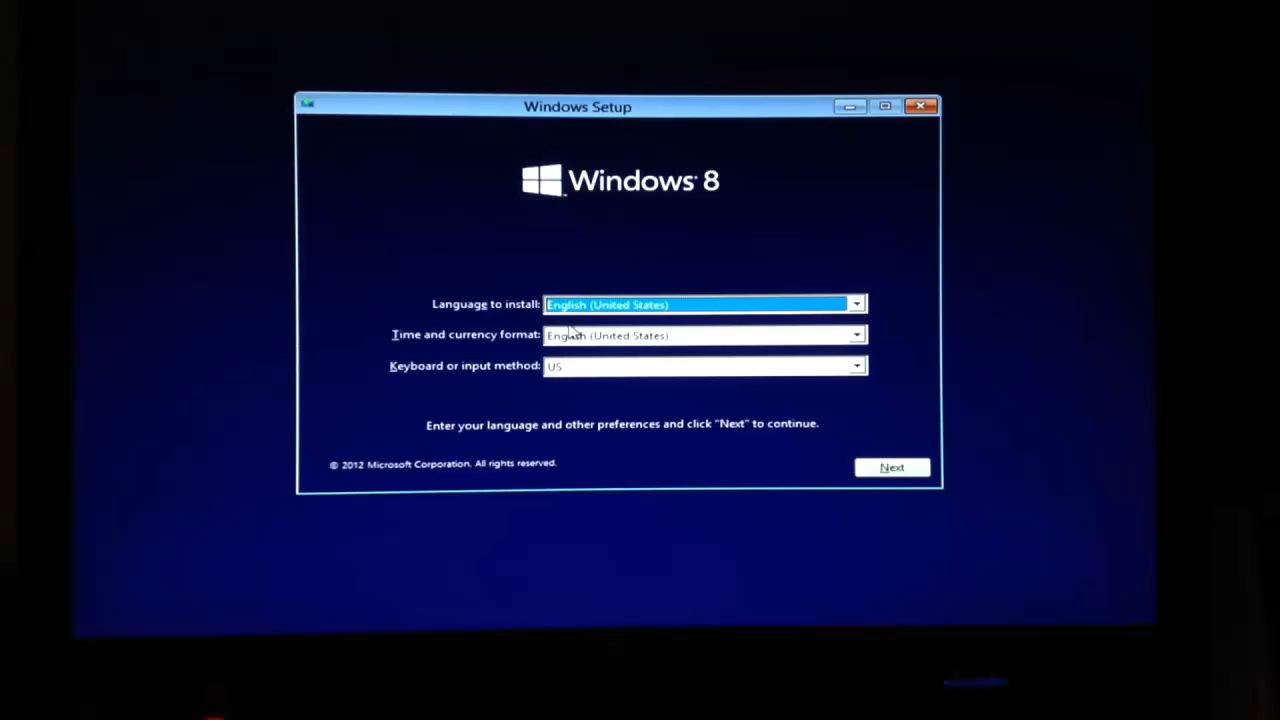 Windows Setup
Windows 8
Language to install: English (United States)
Time and currency format: English (United States)
Keyboard or input method: US
Enter your language and other preferences and click "Next" to continue.
© 2012 Microsoft Corporation. All rights reserved.
Next